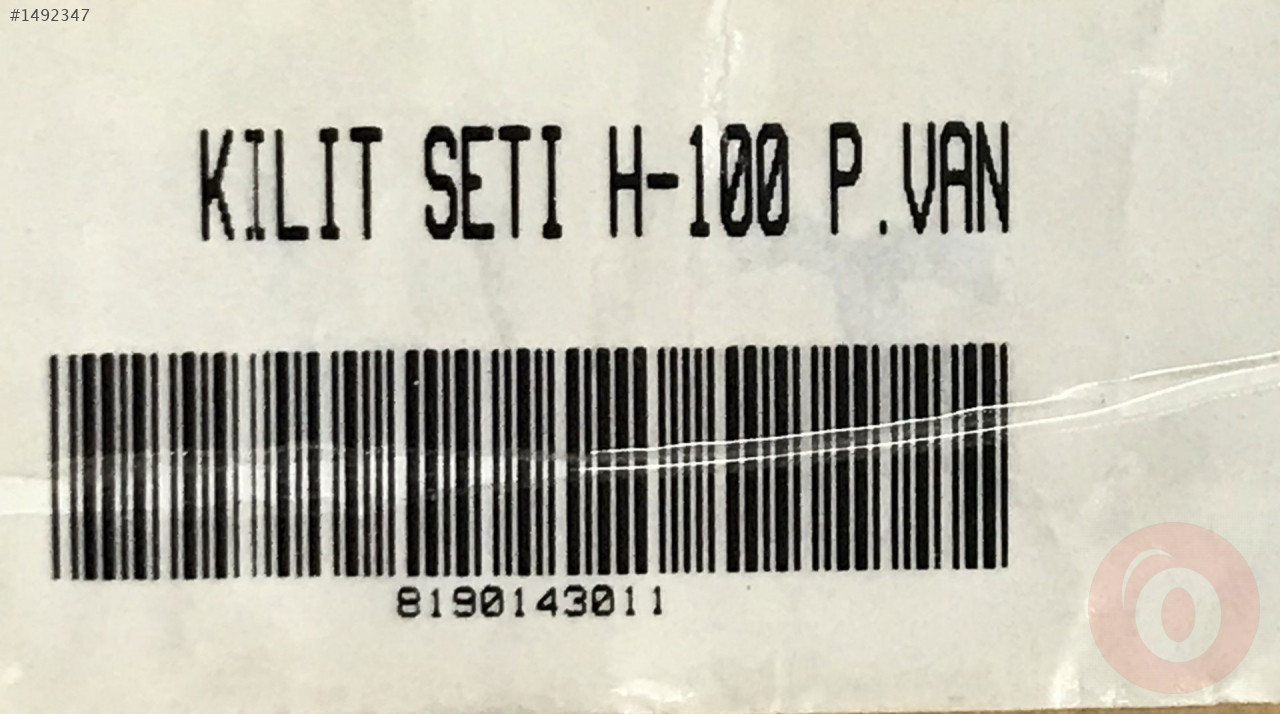 #1492347
KILIT SETI H-100 P.VAN
8190143011